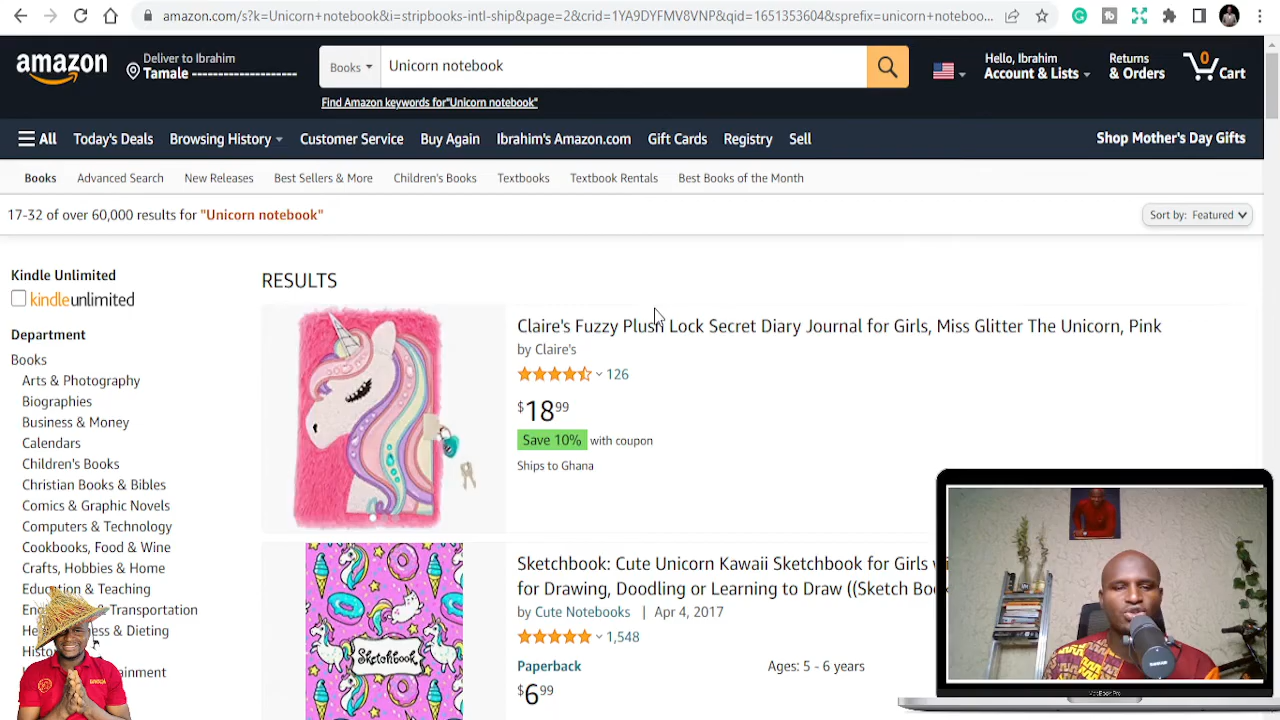 amazon.com/s?k=Unicorn+notebook&i=stripbooks-intl-ship&page=2&crid=1YA9DYFMV8VNP&qid=1651353604&sprefix=unicorn+noteboo...
amazon
Deliver to Ibrahim
Tamale --------------------
Books
Unicorn notebook
Find Amazon keywords for"Unicorn notebook"
Hello, Ibrahim
Account & Lists
Returns
& Orders
0
Cart
All
Today's Deals
Browsing History
Customer Service
Buy Again
Ibrahim's Amazon.com
Gift Cards
Registry
Sell
Shop Mother's Day Gifts
Books
Advanced Search
New Releases
Best Sellers & More
Children's Books
Textbooks
Textbook Rentals
Best Books of the Month
17-32 of over 60,000 results for "Unicorn notebook"
Sort by: Featured
Kindle Unlimited
kindleunlimited
Department
Books
Arts & Photography
Biographies
Business & Money
Calendars
Children's Books
Christian Books & Bibles
Comics & Graphic Novels
Computers & Technology
Cookbooks, Food & Wine
Crafts, Hobbies & Home
Education & Teaching
Transportation
& Dieting
RESULTS
Claire's Fuzzy Plush Lock Secret Diary Journal for Girls, Miss Glitter The Unicorn, Pink
by Claire's
126
$18 99
Save 10% with coupon
Ships to Ghana
Sketchbook
Sketchbook: Cute Unicorn Kawaii Sketchbook for Girls
for Drawing, Doodling or Learning to Draw ((Sketch
by Cute Notebooks | Apr 4, 2017
1,548
Paperback
Ages: 5 - 6 years
$6 99
MacBook Pro